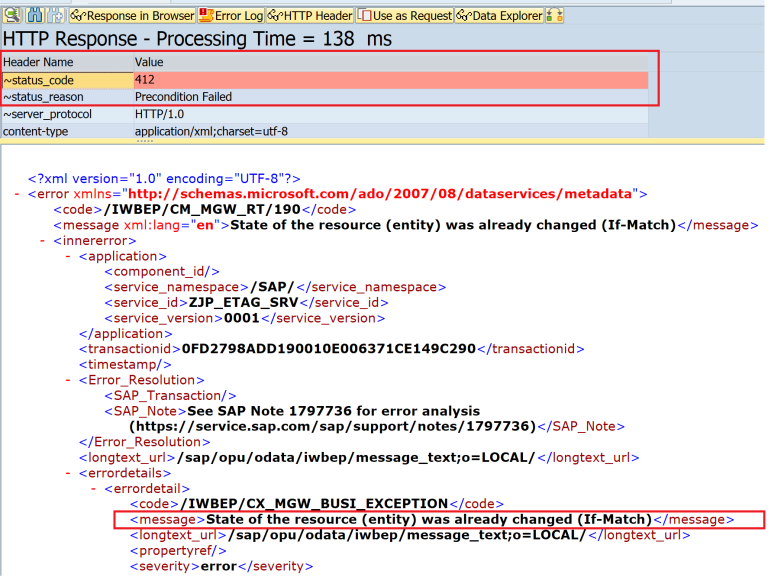 Response in Browser Error Log HTTP Header Use as Request Data Explorer
HTTP Response - Processing Time = 138 ms
Header Name Value
~status_code 412
~status_reason Precondition Failed
~server_protocol HTTP/1.0
content-type application/xml;charset=utf-8
<?xml version="1.0" encoding="UTF-8"?>
- <error xmlns="http://schemas.microsoft.com/ado/2007/08/dataservices/metadata">
<code>/IWBEP/CM_MGW_RT/190</code>
<message xml:lang="en">State of the resource (entity) was already changed (If-Match)</message>
- <innererror>
- <application>
<component_id/>
<service_namespace>/SAP/</service_namespace>
<service_id>ZJP_ETAG_SRV</service_id>
<service_version>0001</service_version>
</application>
<transactionid>0FD2798ADD190010E006371CE149C290</transactionid>
<timestamp/>
- <Error_Resolution>
<SAP_Transaction/>
<SAP_Note>See SAP Note 1797736 for error analysis
(https://service.sap.com/sap/support/notes/1797736)</SAP_Note>
</Error_Resolution>
<longtext_url>/sap/opu/odata/iwbep/message_text;o=LOCAL/</longtext_url>
- <errordetails>
- <errordetail>
<code>/IWBEP/CX_MGW_BUSI_EXCEPTION</code>
<message>State of the resource (entity) was already changed (If-Match)</message>
<longtext_url>/sap/opu/odata/iwbep/message_text;o=LOCAL/</longtext_url>
<propertyref/>
<severity>error</severity>